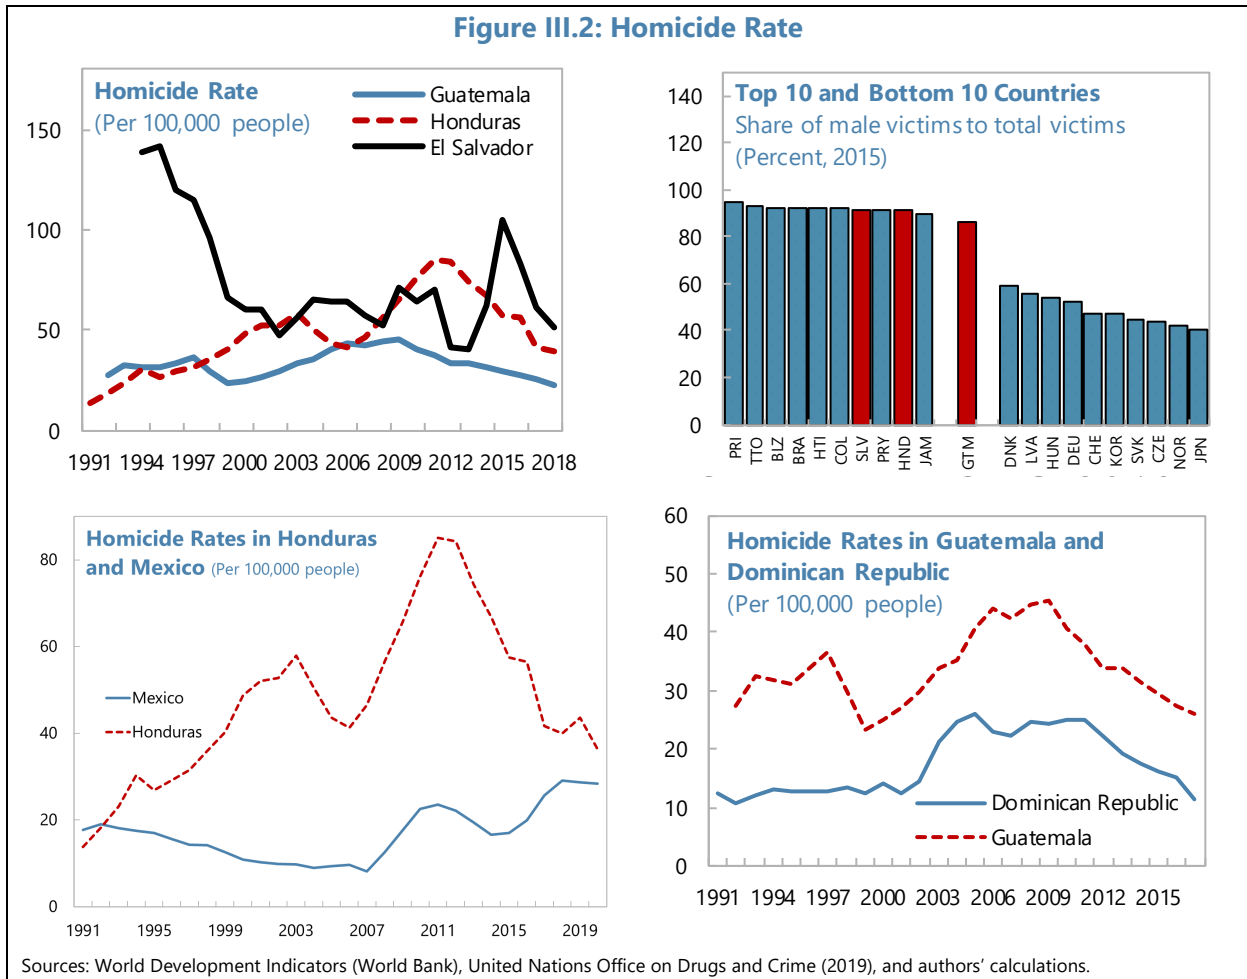 Figure III.2: Homicide Rate
Homicide Rate
(Per 100,000 people)
Guatemala
Honduras
El Salvador
150
100
50
0
1991 1994 1997 2000 2003 2006 2009 2012 2015 2018
Top 10 and Bottom 10 Countries
Share of male victims to total victims
(Percent, 2015)
140
120
100
80
60
40
20
0
PRI TTO BLZ BRA HTI COL SLV PRY HND JAM GTM DNK LVA HUN DEU CHE KOR SVK CZE NOR JPN
Homicide Rates in Honduras
and Mexico (Per 100,000 people)
Mexico
Honduras
80
60
40
20
0
1991 1995 1999 2003 2007 2011 2015 2019
Homicide Rates in Guatemala and
Dominican Republic
(Per 100,000 people)
Dominican Republic
Guatemala
60
50
40
30
20
10
0
1991 1994 1997 2000 2003 2006 2009 2012 2015
Sources: World Development Indicators (World Bank), United Nations Office on Drugs and Crime (2019), and authors' calculations.